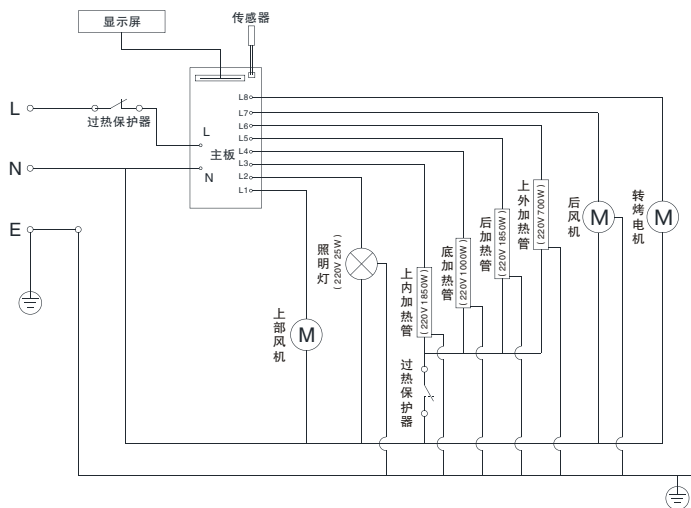 显示屏
传感器
L
过热保护器
L
主板
N
N
E
L8
L7
L6
L5
L4
L3
L2
L1
上部风机
M
照明灯
(220V 25W)
上内加热管
(220V 1850W)
过热保护器
底加热管
(220V 1000W)
后加热管
(220V 1850W)
上外加热管
(220V 700W)
后风机
M
转烤电机
M